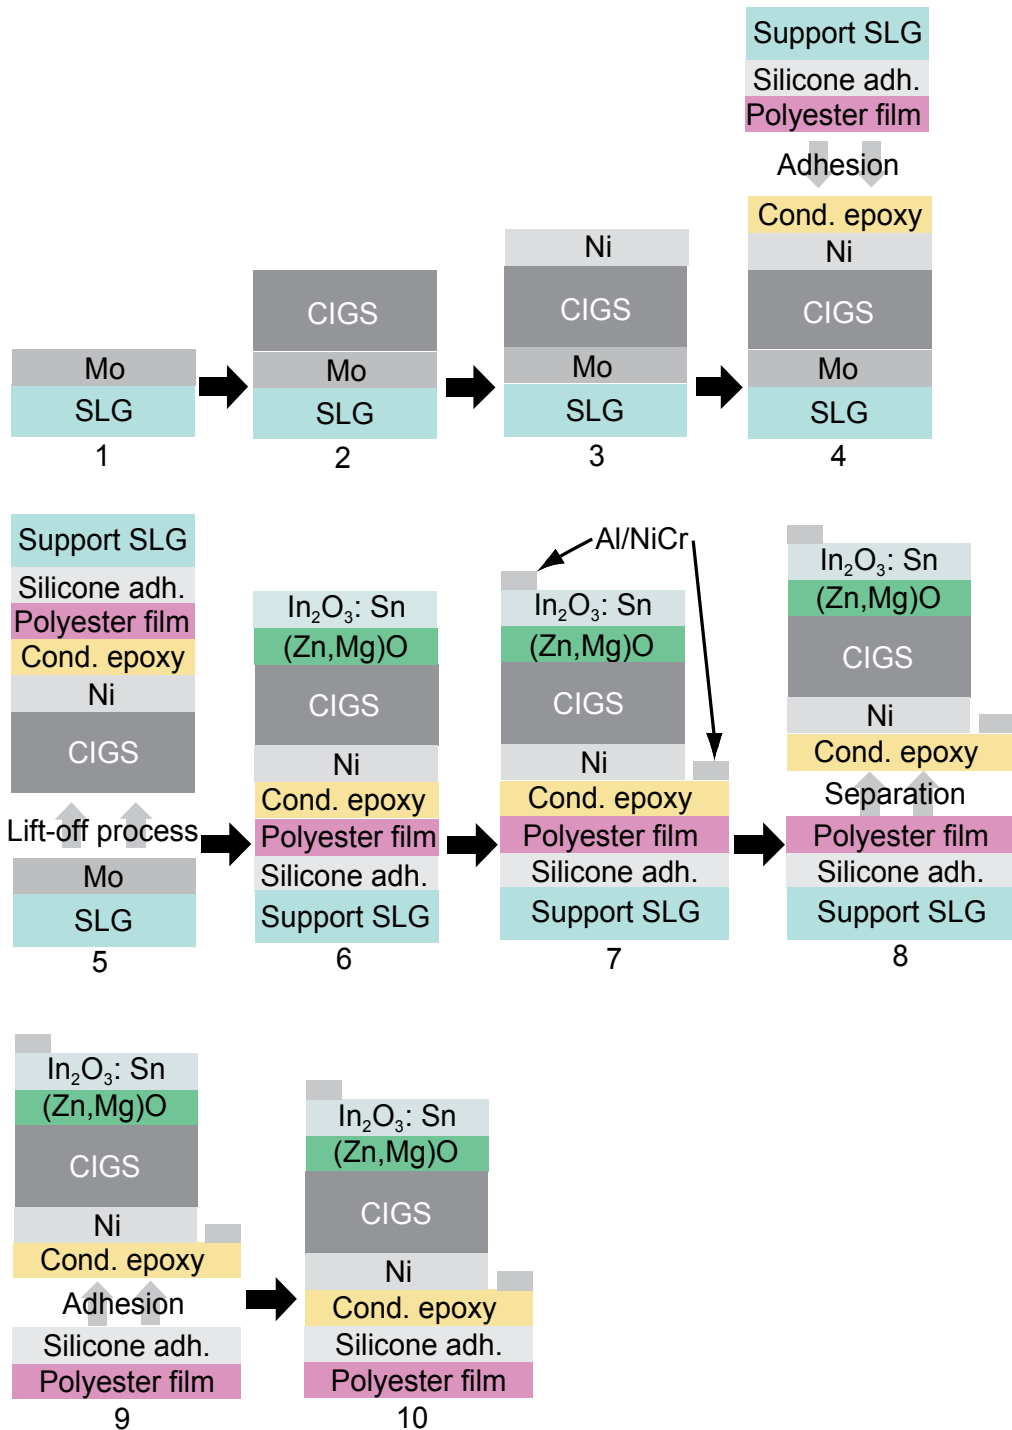 Support SLG
Silicone adh.
Polyester film
Adhesion
Cond. epoxy
Ni
CIGS
Mo
SLG
4
Ni
CIGS
Mo
SLG
3
CIGS
Mo
SLG
2
Mo
SLG
1
Support SLG
Silicone adh.
Polyester film
Cond. epoxy
Ni
CIGS
Lift-off process
Mo
SLG
5
In₂O₃: Sn
(Zn,Mg)O
CIGS
Ni
Cond. epoxy
Polyester film
Silicone adh.
Support SLG
6
Al/NiCr
In₂O₃: Sn
(Zn,Mg)O
CIGS
Ni
Cond. epoxy
Polyester film
Silicone adh.
Support SLG
7
In₂O₃: Sn
(Zn,Mg)O
CIGS
Ni
Cond. epoxy
Separation
Polyester film
Silicone adh.
Support SLG
8
In₂O₃: Sn
(Zn,Mg)O
CIGS
Ni
Cond. epoxy
Adhesion
Silicone adh.
Polyester film
9
In₂O₃: Sn
(Zn,Mg)O
CIGS
Ni
Cond. epoxy
Silicone adh.
Polyester film
10